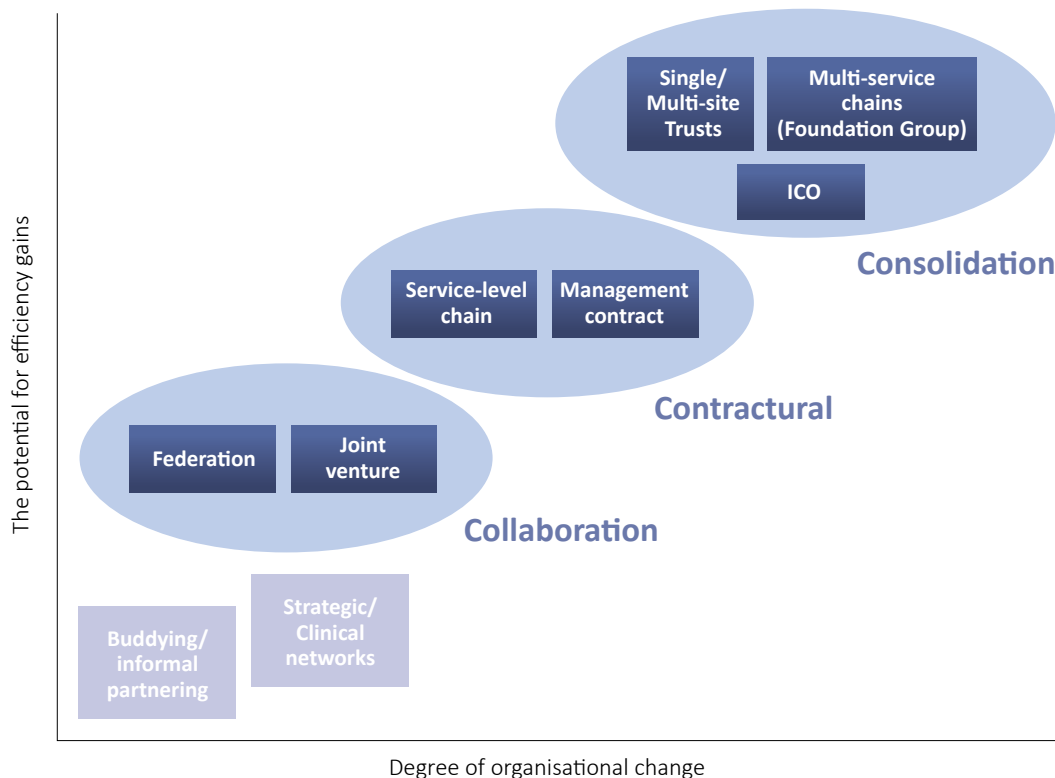 The potential for efficiency gains
Single/
Multi-site
Trusts
Multi-service
chains
(Foundation Group)
ICO
Consolidation
Service-level
chain
Management
contract
Contractural
Federation
Joint
venture
Collaboration
Buddying/
informal
partnering
Strategic/
Clinical
networks
Degree of organisational change